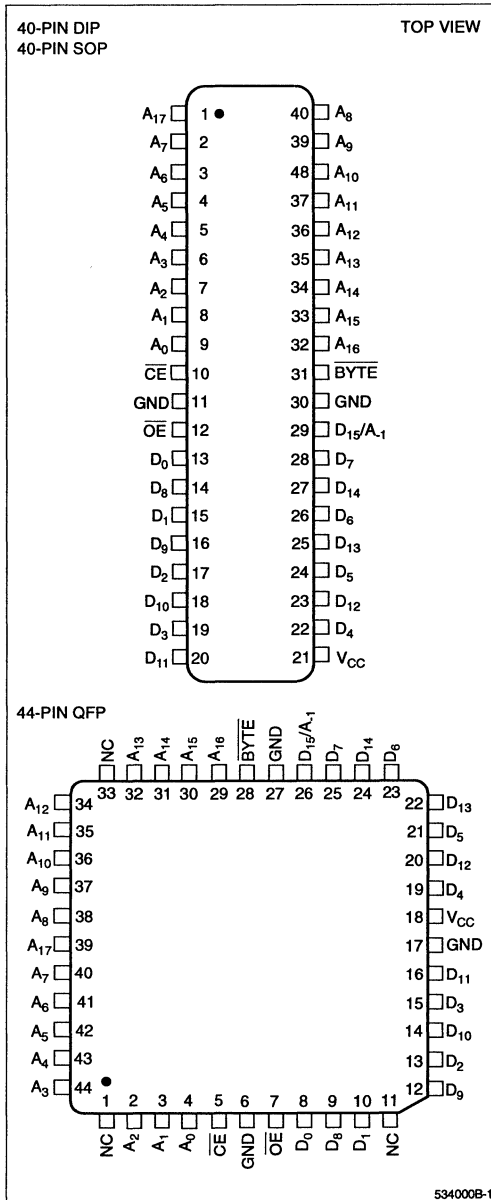 40-PIN DIP TOP VIEW
40-PIN SOP
A17 1 40 A8
A7 2 39 A9
A6 3 48 A10
A5 4 37 A11
A4 5 36 A12
A3 6 35 A13
A2 7 34 A14
A1 8 33 A15
A0 9 32 A16
CE 10 31 BYTE
GND 11 30 GND
OE 12 29 D15/A-1
D0 13 28 D7
D8 14 27 D14
D1 15 26 D6
D9 16 25 D13
D2 17 24 D5
D10 18 23 D12
D3 19 22 D4
D11 20 21 VCC
44-PIN QFP
NC A13 A14 A15 A16 BYTE GND D15/A-1 D7 D14 D6
33 32 31 30 29 28 27 26 25 24 23
A12 34 22 D13
A11 35 21 D5
A10 36 20 D12
A9 37 19 D4
A8 38 18 VCC
A17 39 17 GND
A7 40 16 D11
A6 41 15 D3
A5 42 14 D10
A4 43 13 D2
A3 44 12 D9
1 2 3 4 5 6 7 8 9 10 11
NC A2 A1 A0 CE GND OE D0 D8 D1 NC
534000B-1